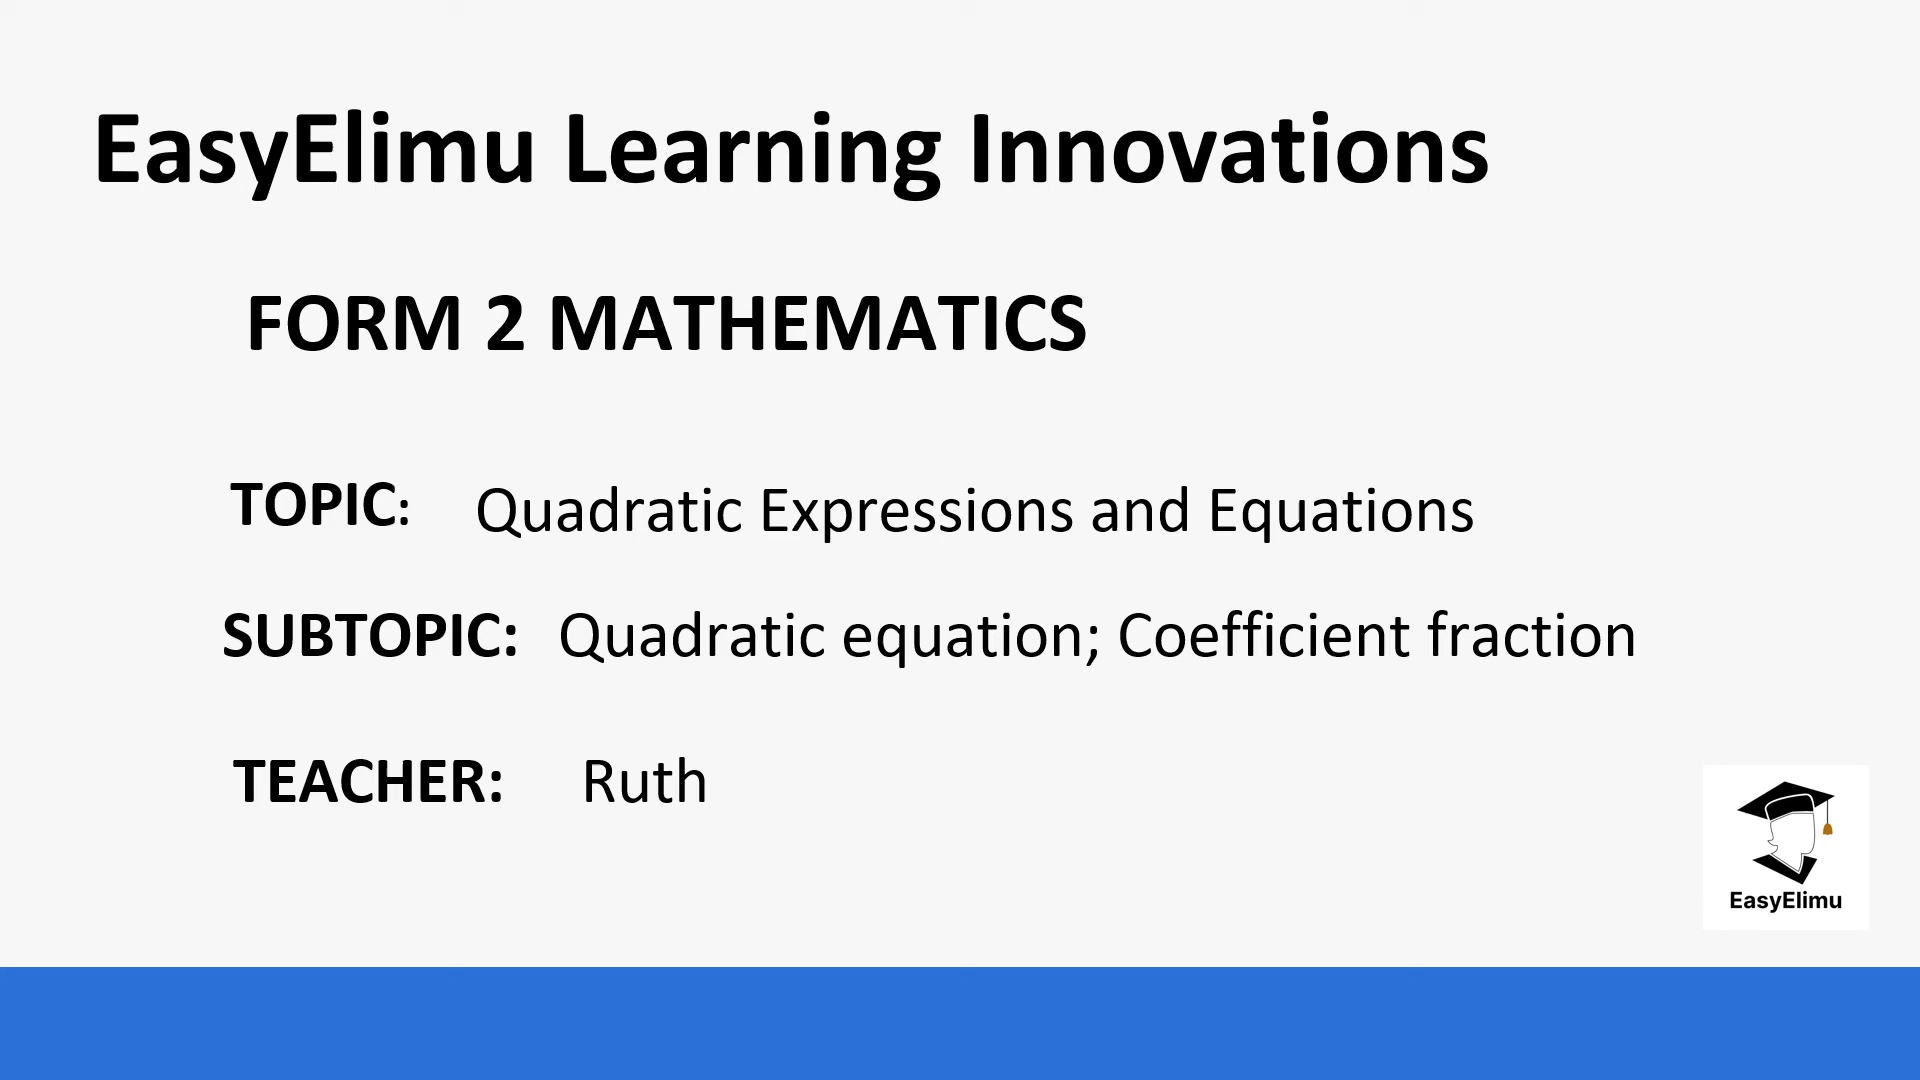 EasyElimu Learning Innovations
FORM 2 MATHEMATICS
TOPIC: Quadratic Expressions and Equations
SUBTOPIC: Quadratic equation; Coefficient fraction
TEACHER: Ruth
EasyElimu